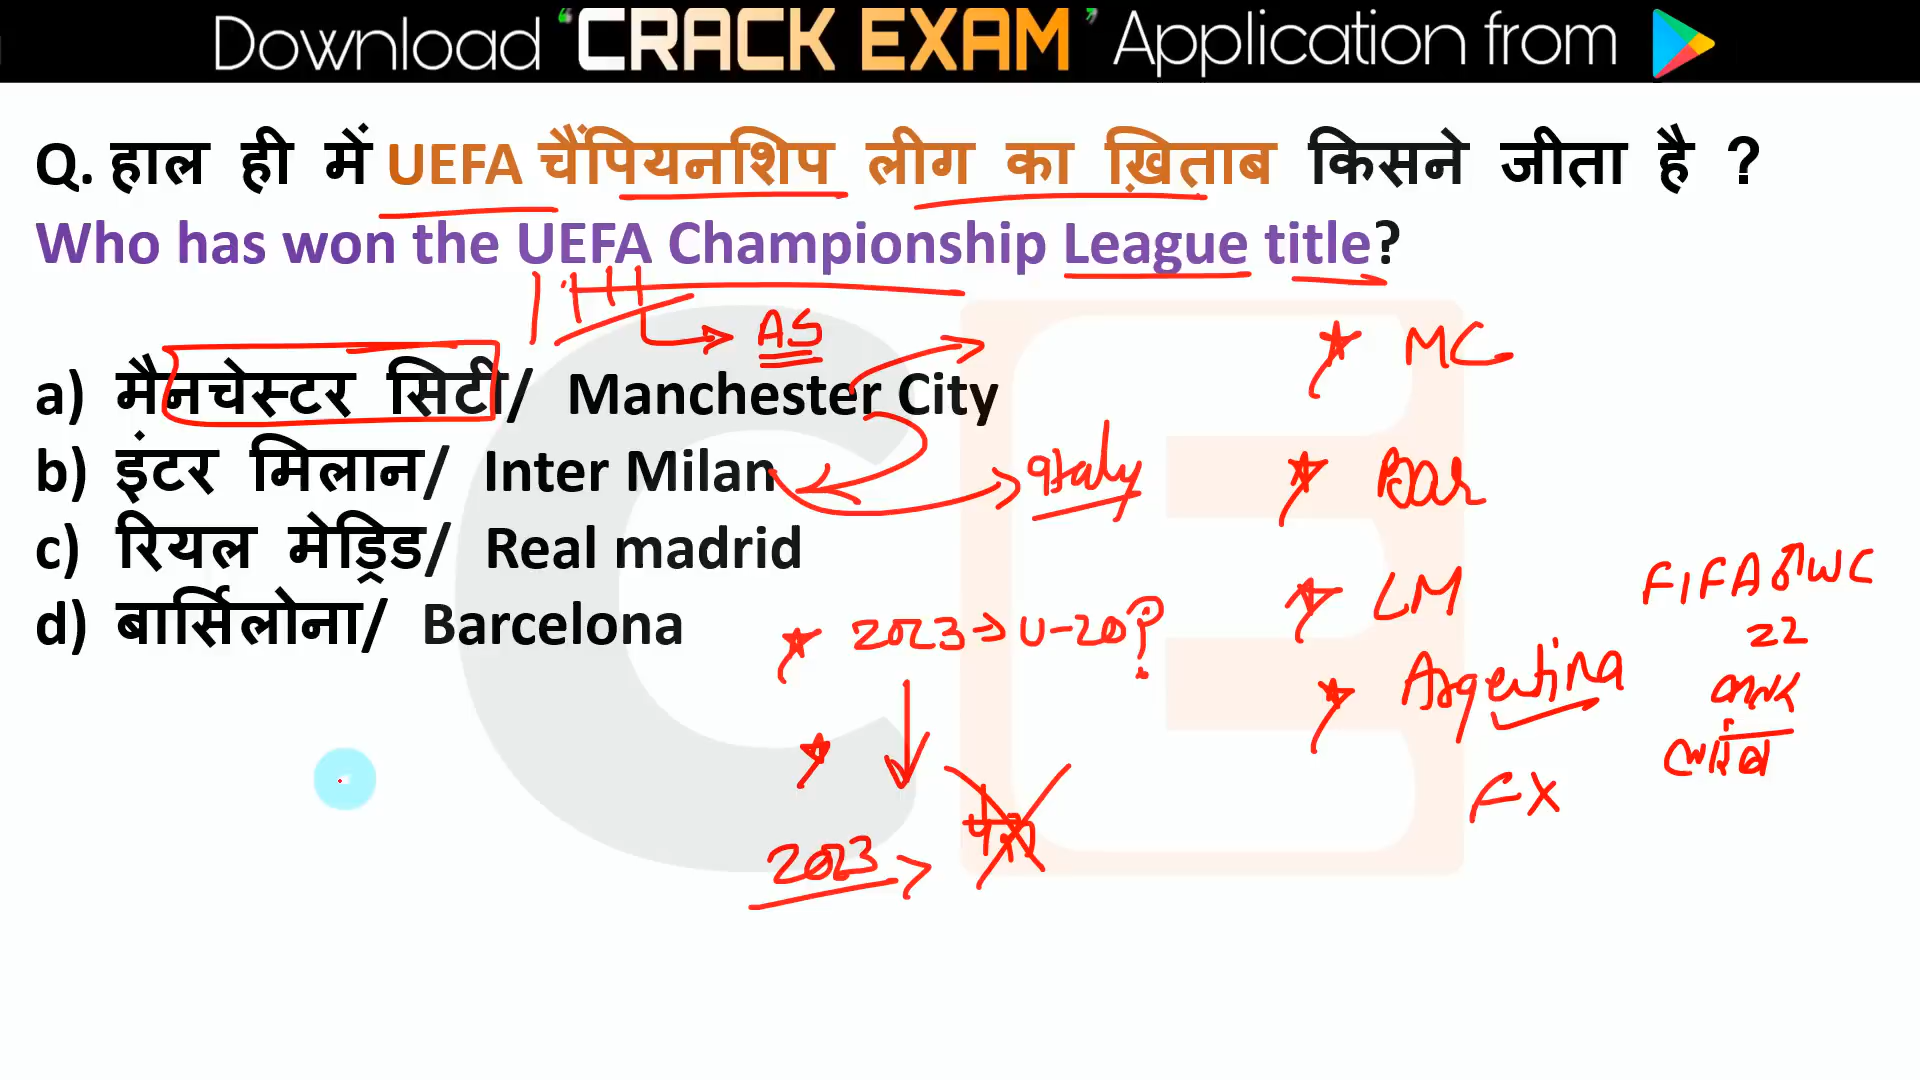 Download ‘CRACK EXAM’ Application from
Q. हाल ही में UEFA चैंपियनशिप लीग का ख़िताब किसने जीता है ?
Who has won the UEFA Championship League title?
AS
MC
a) मैनचेस्टर सिटी/ Manchester City
b) इंटर मिलान/ Inter Milan
Italy
Bar
c) रियल मेड्रिड/ Real madrid
LM
FIFA WC
22
d) बार्सिलोना/ Barcelona
2023 → U-20?
Argentina
FX
2023